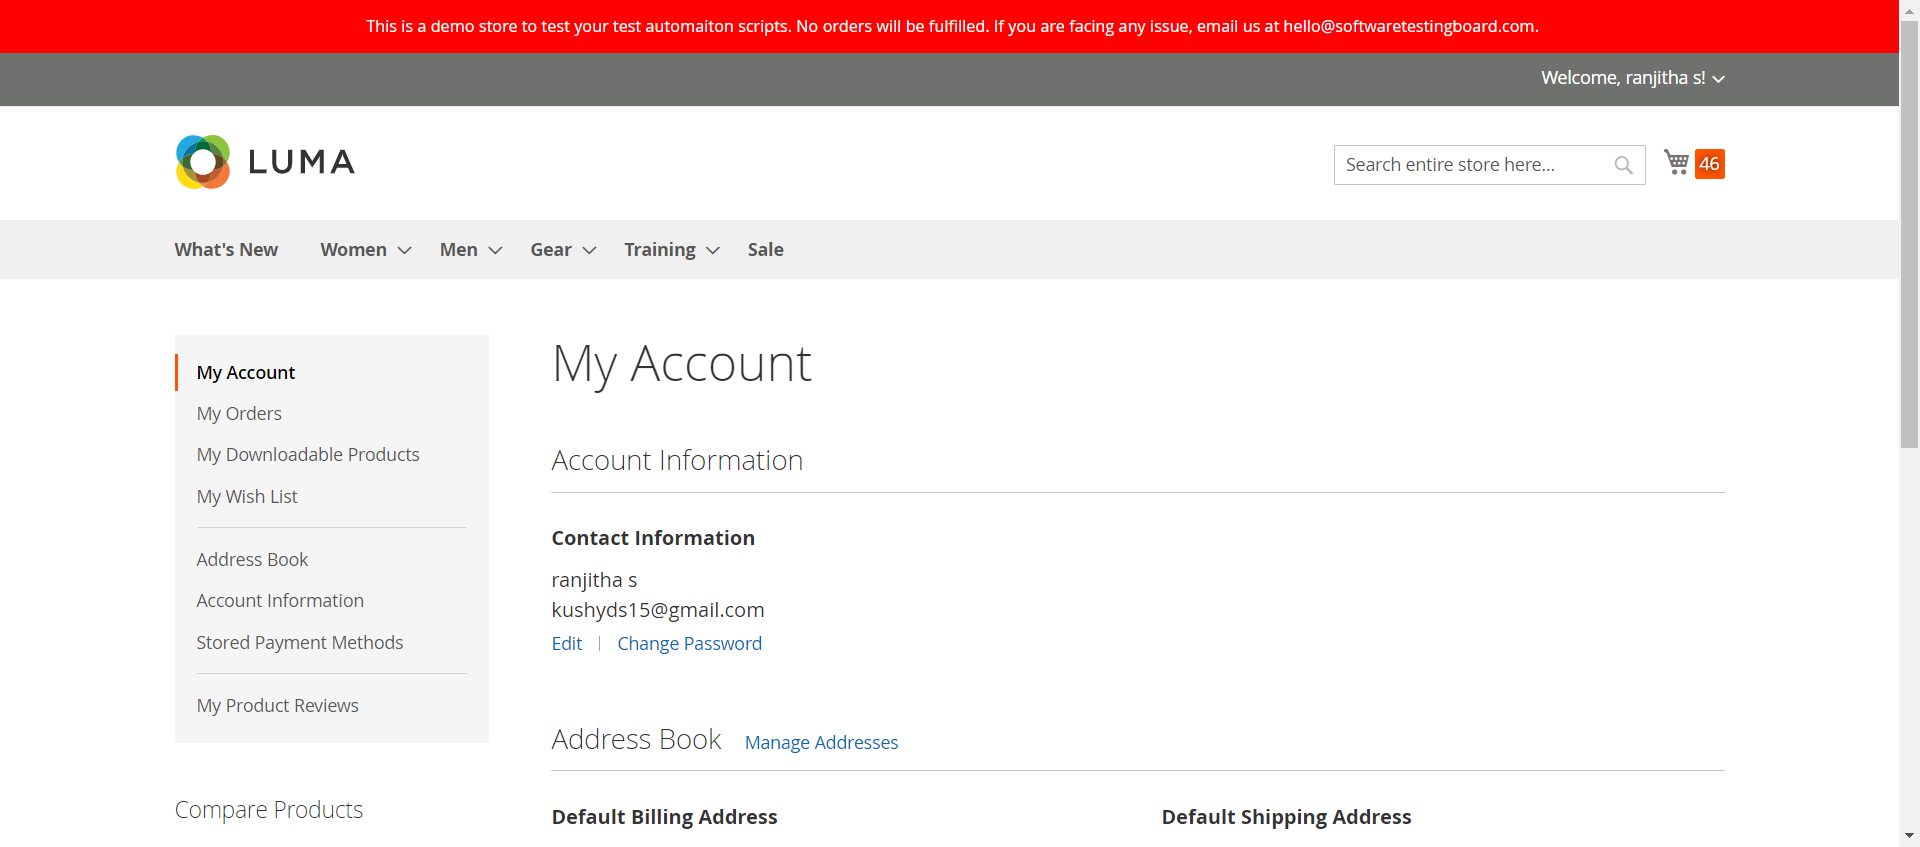 This is a demo store to test your test automaiton scripts. No orders will be fulfilled. If you are facing any issue, email us at hello@softwaretestingboard.com.
Welcome, ranjitha s!
LUMA
Search entire store here...
46
What's New Women Men Gear Training Sale
My Account
My Orders
My Downloadable Products
My Wish List
Address Book
Account Information
Stored Payment Methods
My Product Reviews
Compare Products
My Account
Account Information
Contact Information
ranjitha s
kushyds15@gmail.com
Edit | Change Password
Address Book Manage Addresses
Default Billing Address Default Shipping Address